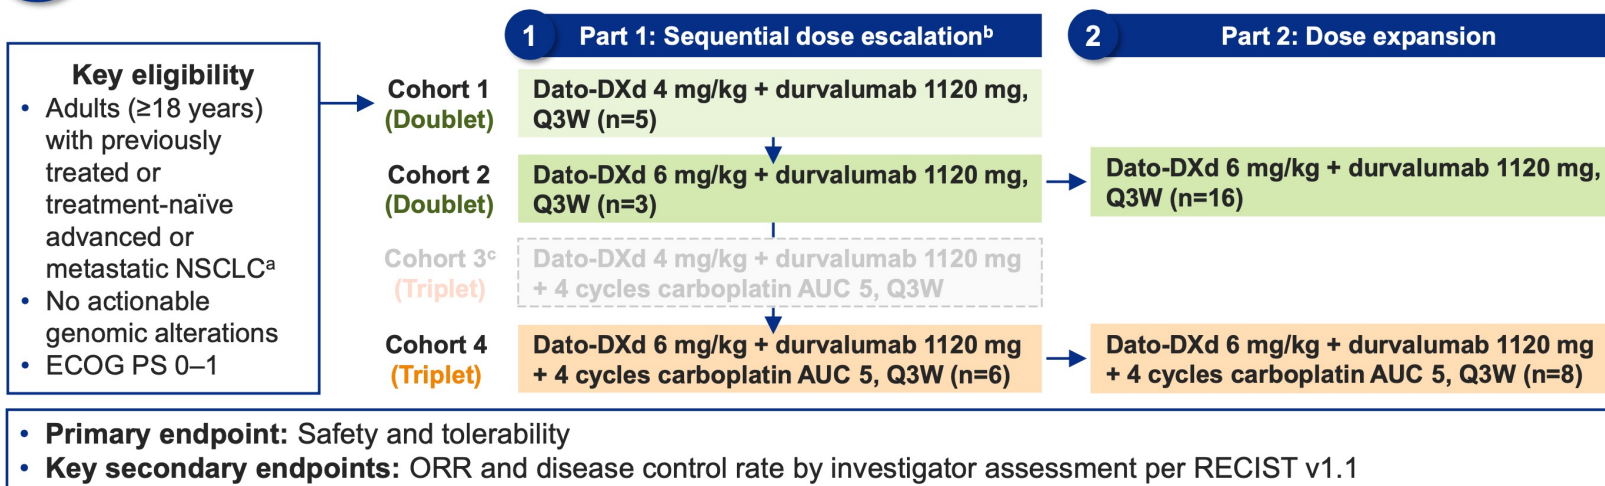 1 Part 1: Sequential dose escalationᵇ
2 Part 2: Dose expansion
Key eligibility
• Adults (≥18 years)
with previously
treated or
treatment-naïve
advanced or
metastatic NSCLCᵃ
• No actionable
genomic alterations
• ECOG PS 0–1
Cohort 1
(Doublet)
Dato-DXd 4 mg/kg + durvalumab 1120 mg,
Q3W (n=5)
Cohort 2
(Doublet)
Dato-DXd 6 mg/kg + durvalumab 1120 mg,
Q3W (n=3)
Dato-DXd 6 mg/kg + durvalumab 1120 mg,
Q3W (n=16)
Cohort 3ᶜ
(Triplet)
Dato-DXd 4 mg/kg + durvalumab 1120 mg
+ 4 cycles carboplatin AUC 5, Q3W
Cohort 4
(Triplet)
Dato-DXd 6 mg/kg + durvalumab 1120 mg
+ 4 cycles carboplatin AUC 5, Q3W (n=6)
Dato-DXd 6 mg/kg + durvalumab 1120 mg
+ 4 cycles carboplatin AUC 5, Q3W (n=8)
• Primary endpoint: Safety and tolerability
• Key secondary endpoints: ORR and disease control rate by investigator assessment per RECIST v1.1